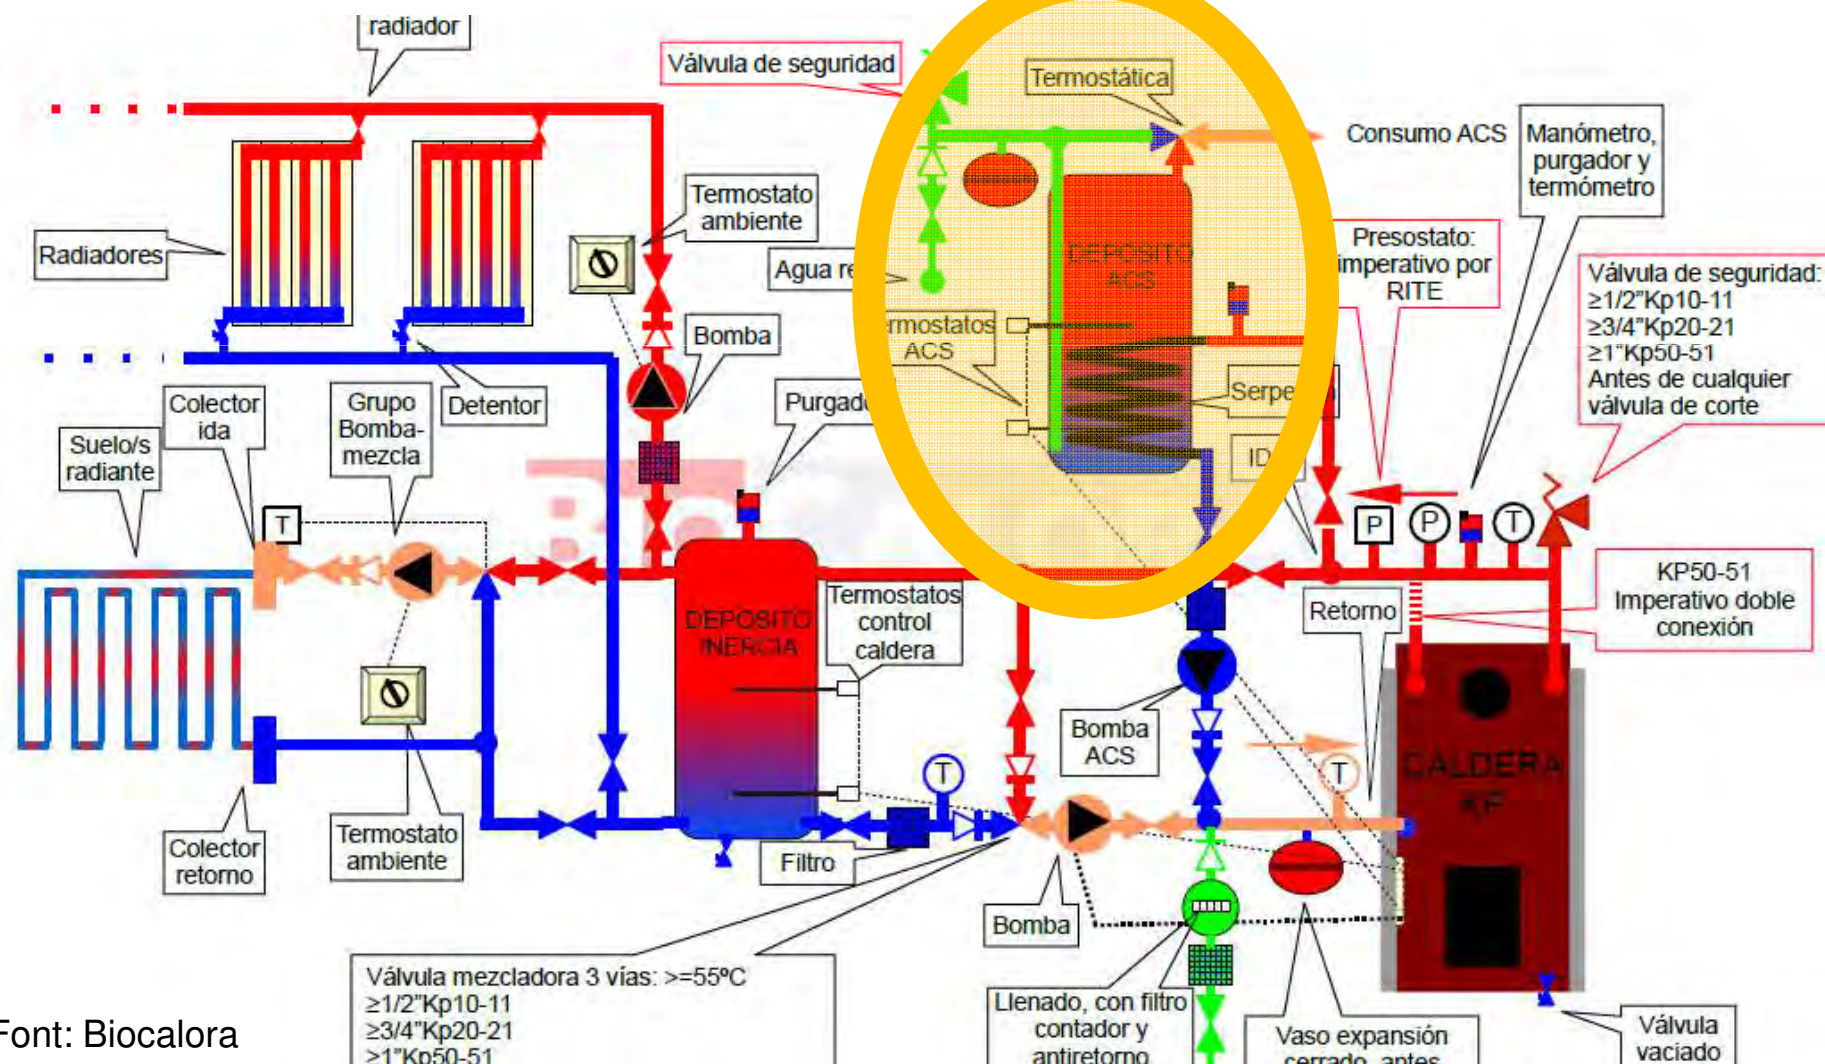 radiador
Válvula de seguridad
Termostática
Consumo ACS
Manómetro,
purgador y
termómetro
Termostato
ambiente
Radiadores
Agua
DEPOSITO
ACS
Presostato:
imperativo por
RITE
Válvula de seguridad:
≥1/2"Kp10-11
≥3/4"Kp20-21
≥1"Kp50-51
Antes de cualquier
válvula de corte
Bomba
ACS
Colector
ida
Grupo
Bomba-
mezcla
Detentor
Suelo/s
radiante
T
P
P
T
KP50-51
Imperativo doble
conexión
DEPOSITO
INERCIA
Termostatos
control
caldera
Retorno
Bomba
ACS
T
T
CALDERA
KP
Colector
retorno
Termostato
ambiente
Filtro
Bomba
Válvula mezcladora 3 vías: >=55ºC
≥1/2"Kp10-11
≥3/4"Kp20-21
≥1"Kp50-51
Llenado, con filtro
contador y
antiretorno
Vaso expansión
cerrado, antes
Válvula
vaciado
Font: Biocalora